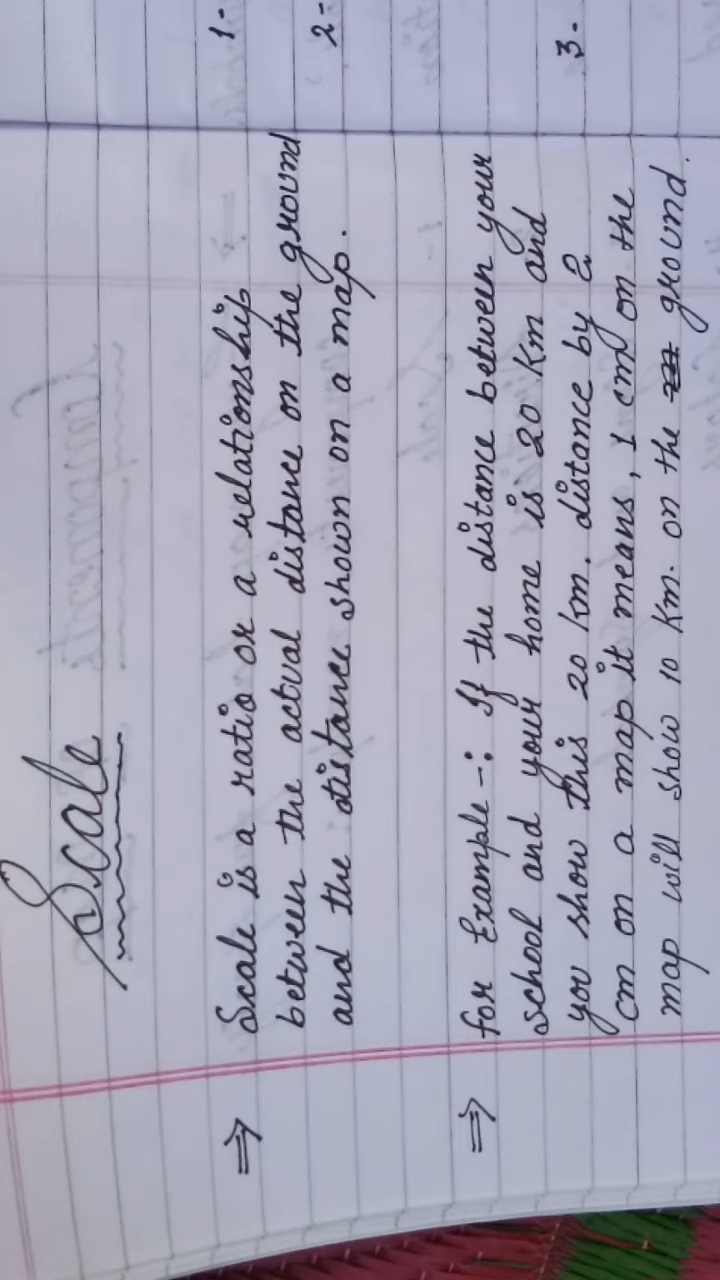 Scale
⇒ Scale is a ratio or a relationship
between the actual distance on the ground
and the distance shown on a map.
⇒ for Example -: If the distance between your
school and your home is 20 Km and
you show this 20 km. distance by 2
cm on a map it means, 1 cm on the
map will show 10 Km. on the ground.
1-
2-
3-